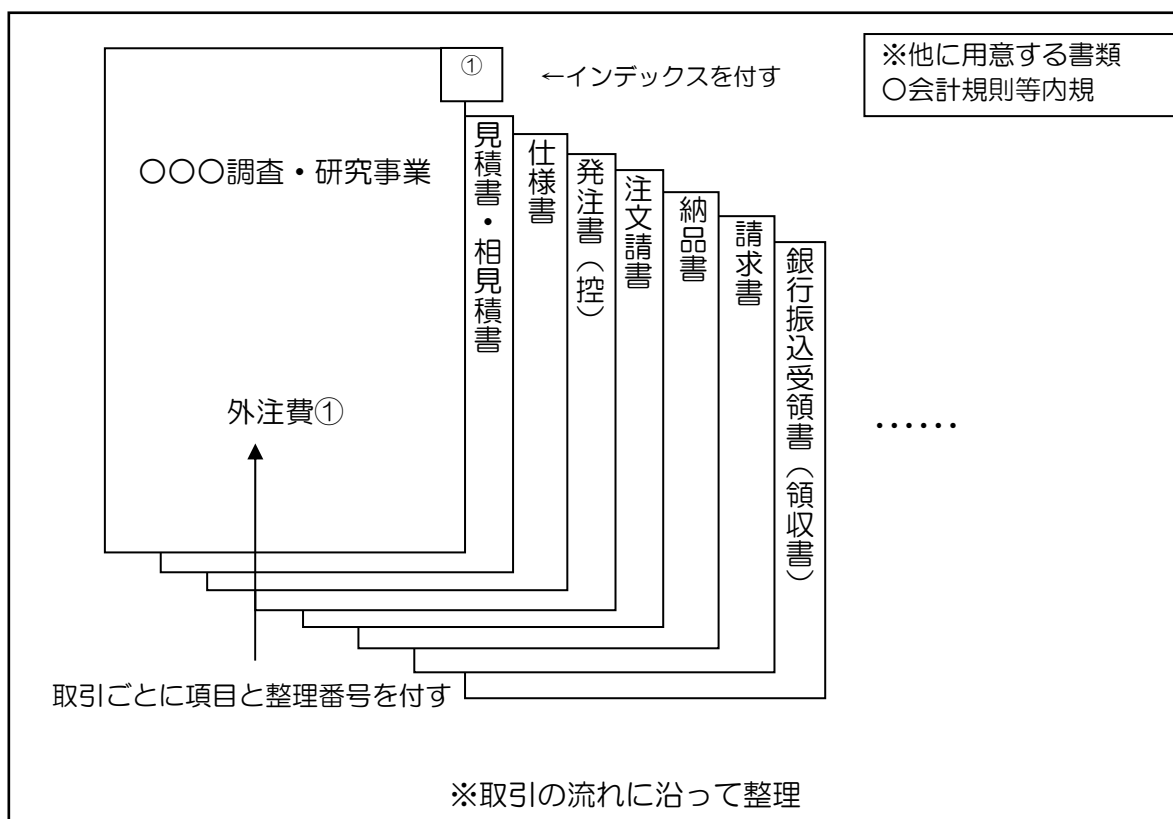 ①
←インデックスを付す
※他に用意する書類
○会計規則等内規
○○○調査・研究事業
外注費①
見積書・相見積書
仕様書
発注書（控）
注文請書
納品書
請求書
銀行振込受領書（領収書）
……
取引ごとに項目と整理番号を付す
※取引の流れに沿って整理